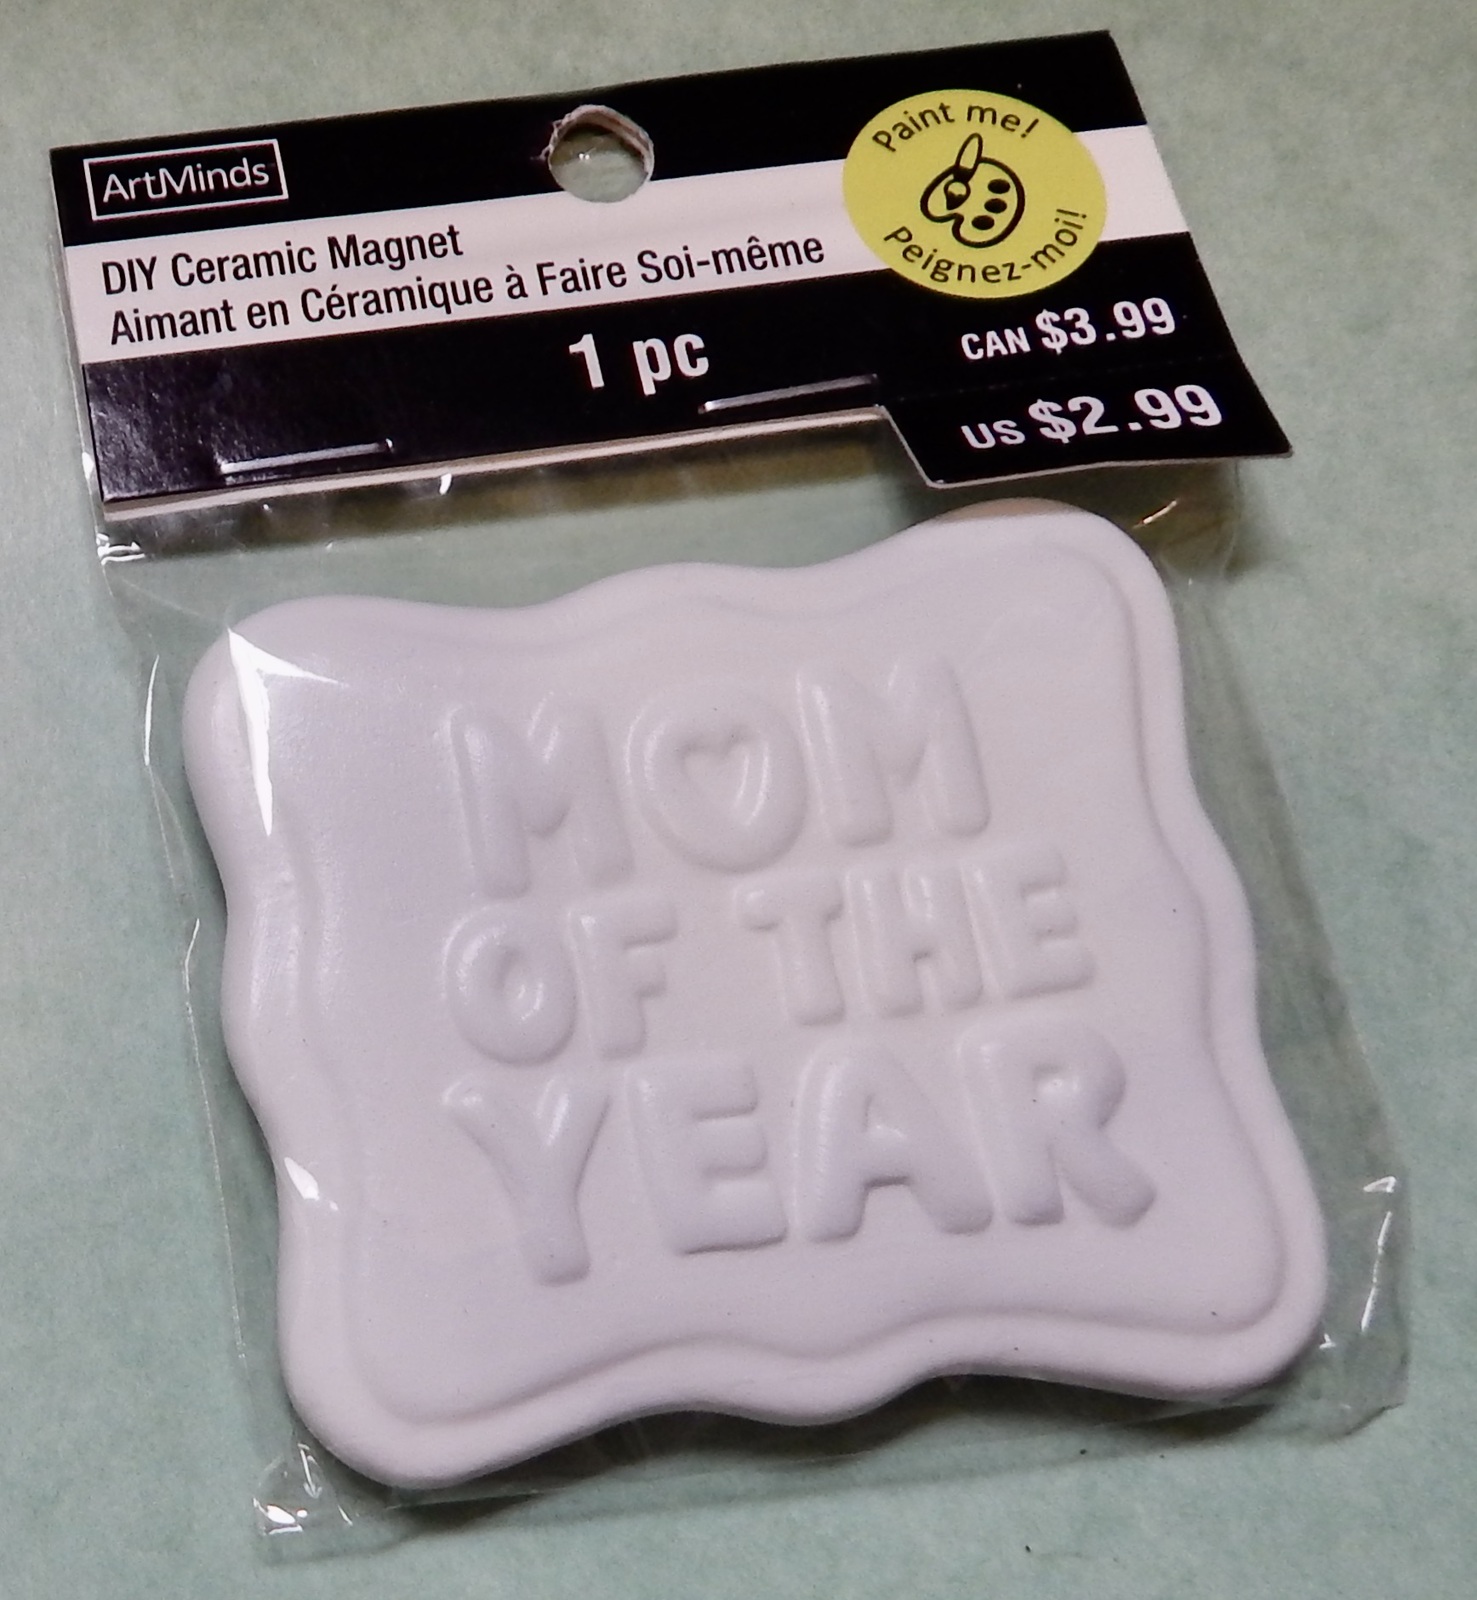 ArtMinds
DIY Ceramic Magnet
Aimant en Céramique à Faire Soi-même
1 pc
Paint me!
Peignez-moi!
CAN $3.99
US $2.99
MOM
OF THE
YEAR